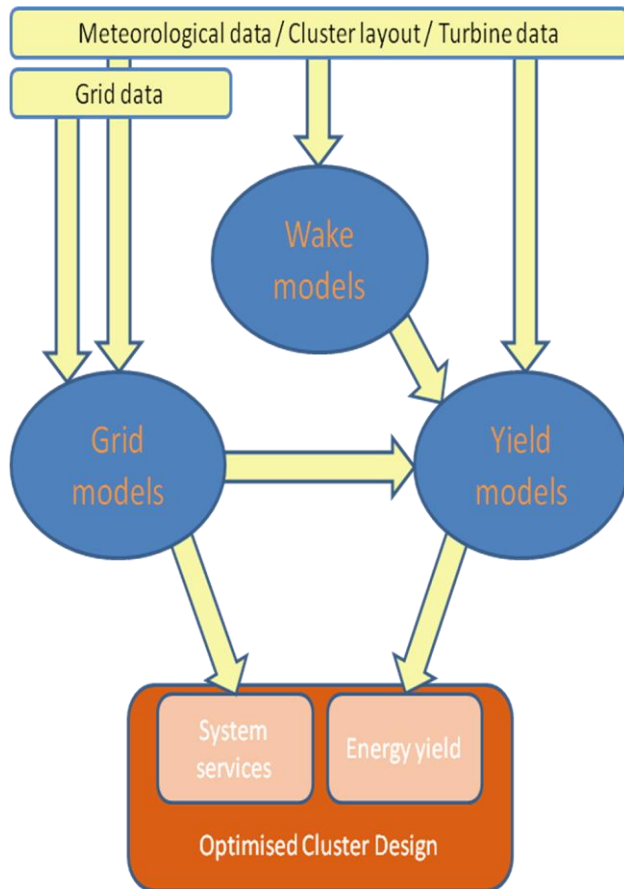 Meteorological data / Cluster layout / Turbine data
Grid data
Wake
models
Grid
models
Yield
models
System
services
Energy yield
Optimised Cluster Design